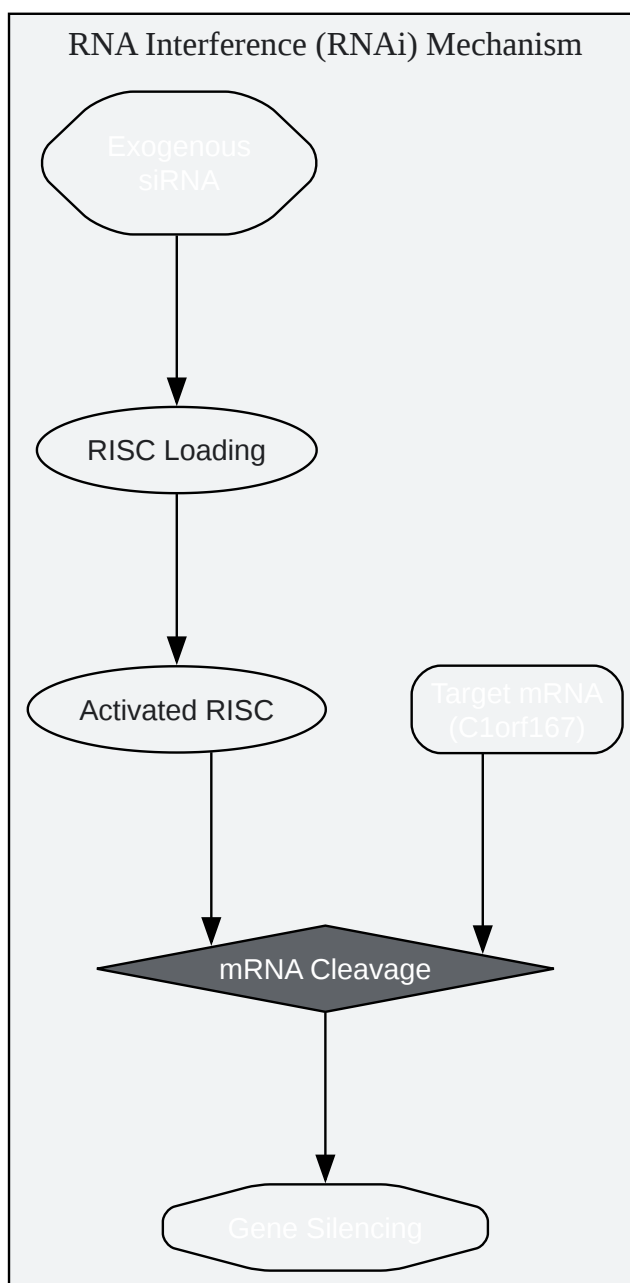 RNA Interference (RNAi) Mechanism
Exogenous
siRNA
RISC Loading
Activated RISC
Target mRNA
(C1orf167)
mRNA Cleavage
Gene Silencing